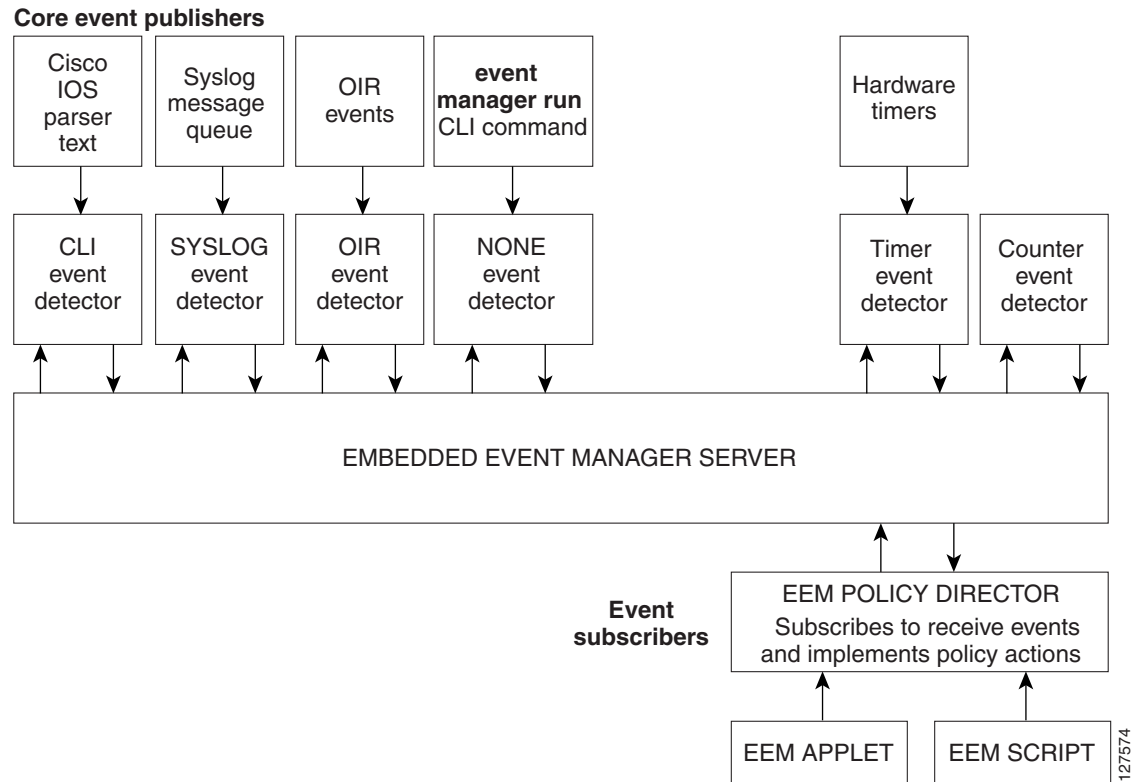 Core event publishers
Cisco
IOS
parser
text
Syslog
message
queue
OIR
events
event
manager run
CLI command
Hardware
timers
CLI
event
detector
SYSLOG
event
detector
OIR
event
detector
NONE
event
detector
Timer
event
detector
Counter
event
detector
EMBEDDED EVENT MANAGER SERVER
Event
subscribers
EEM POLICY DIRECTOR
Subscribes to receive events
and implements policy actions
EEM APPLET
EEM SCRIPT
127574